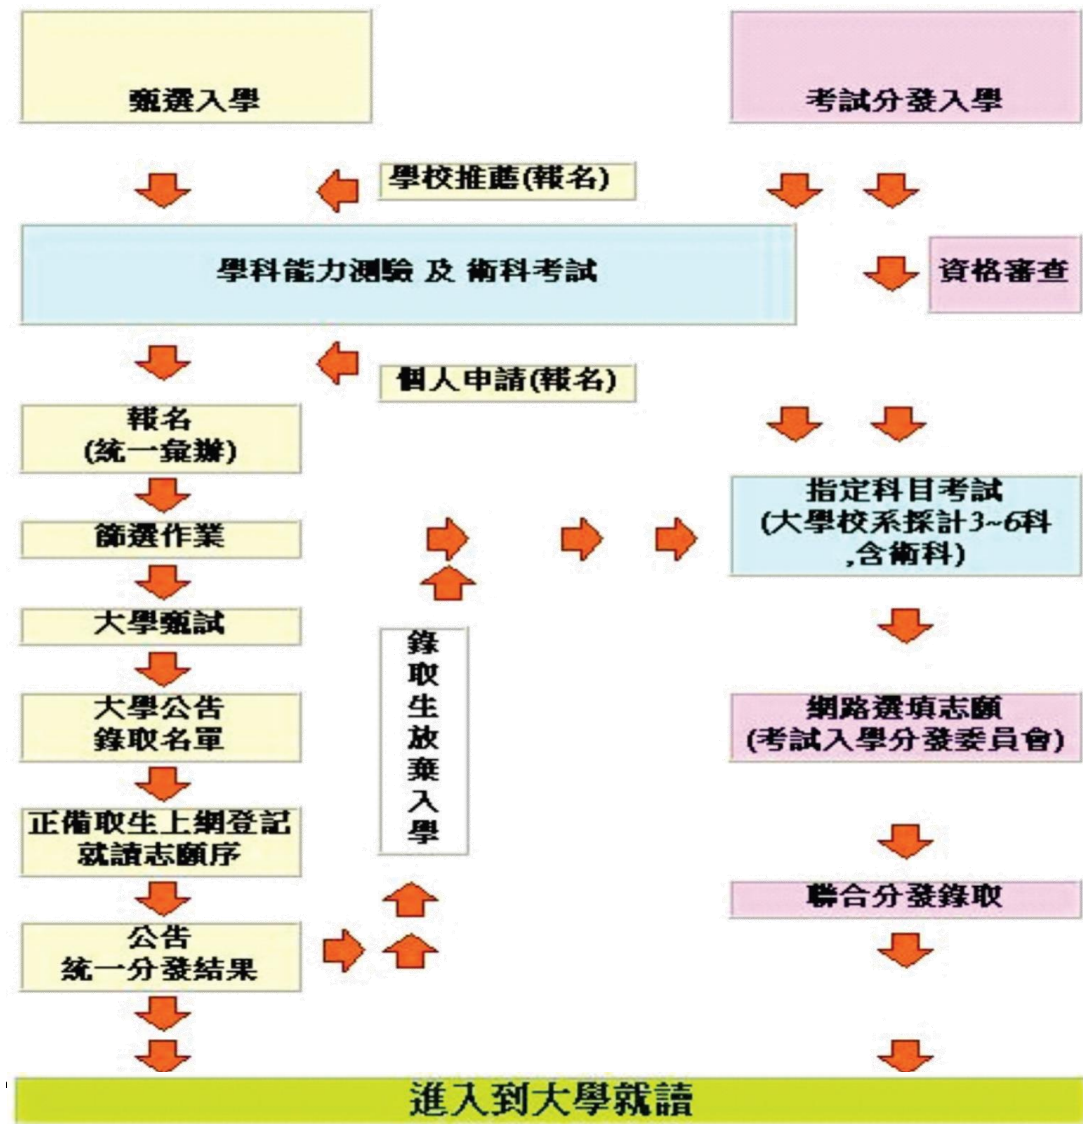 甄選入學
考試分發入學
學校推薦(報名)
學科能力測驗 及 術科考試
資格審查
個人申請(報名)
報名
(統一彙辦)
篩選作業
大學甄試
大學公告
錄取名單
正備取生上網登記
就讀志願序
公告
統一分發結果
錄取生放棄入學
指定科目考試
(大學校系採計3~6科
,含術科)
網路選填志願
(考試入學分發委員會)
聯合分發錄取
進入到大學就讀